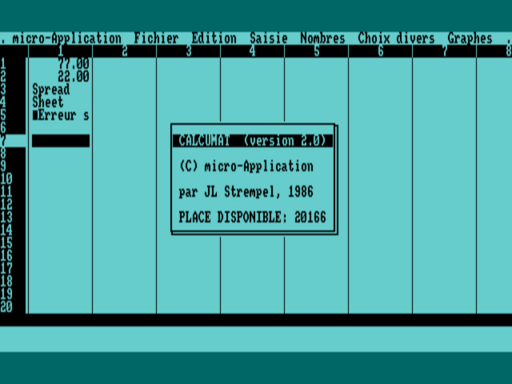 . micro-Application Fichier Edition Saisie Nombres Choix divers Graphes .
1 2 3 4 5 6 7 8
1 77.00
2 22.00
3 Spread
4 Sheet
5 Erreur s
6
7
8
9
10
11
12
13
14
15
16
17
18
19
20
CALCUMAT (version 2.0)
(C) micro-Application
par JL Strempel, 1986
PLACE DISPONIBLE: 20166